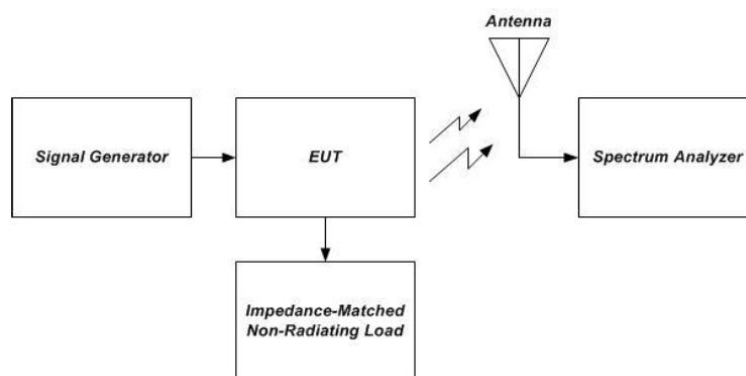 Antenna
Signal Generator
EUT
Spectrum Analyzer
Impedance-Matched
Non-Radiating Load